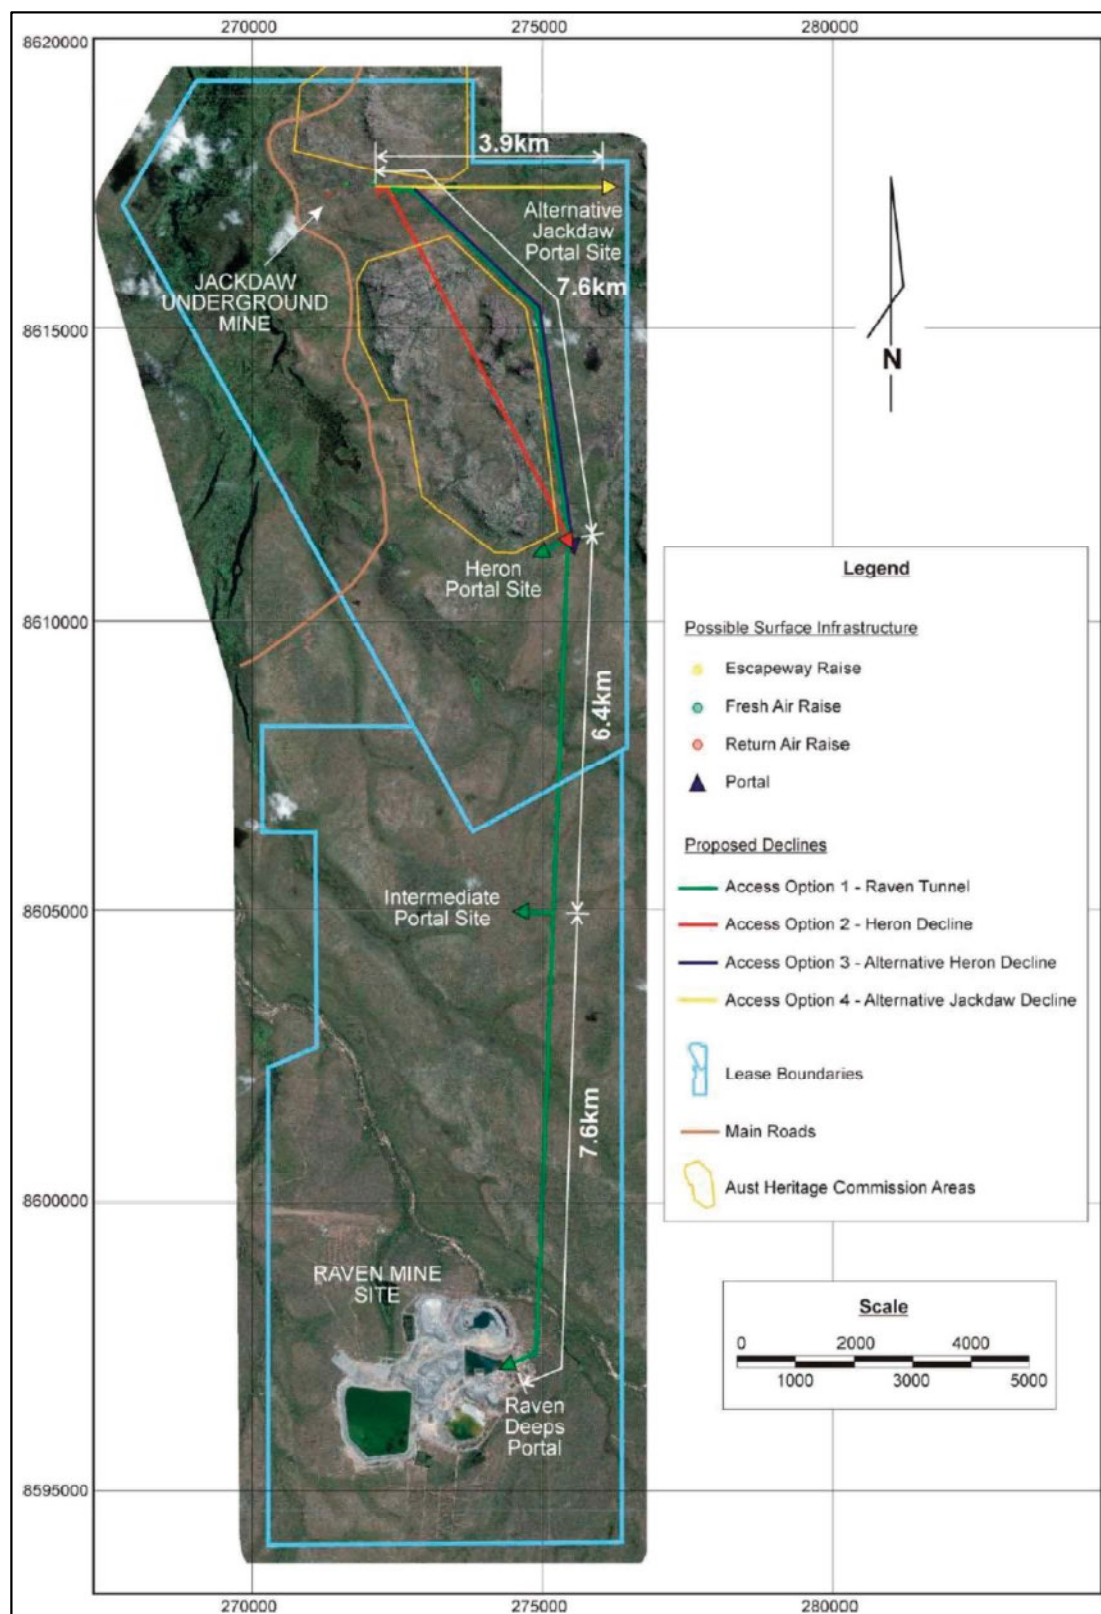 270000 275000 280000
8620000
3.9km
Alternative
Jackdaw
Portal Site
JACKDAW
UNDERGROUND
MINE
7.6km
8615000
N
Heron
Portal Site
8610000
6.4km
Intermediate
Portal Site
8605000
7.6km
8600000
RAVEN MINE
SITE
Raven
Deeps
Portal
8595000
270000 275000 280000
Legend
Possible Surface Infrastructure
Escapeway Raise
Fresh Air Raise
Return Air Raise
Portal
Proposed Declines
Access Option 1 - Raven Tunnel
Access Option 2 - Heron Decline
Access Option 3 - Alternative Heron Decline
Access Option 4 - Alternative Jackdaw Decline
Lease Boundaries
Main Roads
Aust Heritage Commission Areas
Scale
0 2000 4000
1000 3000 5000